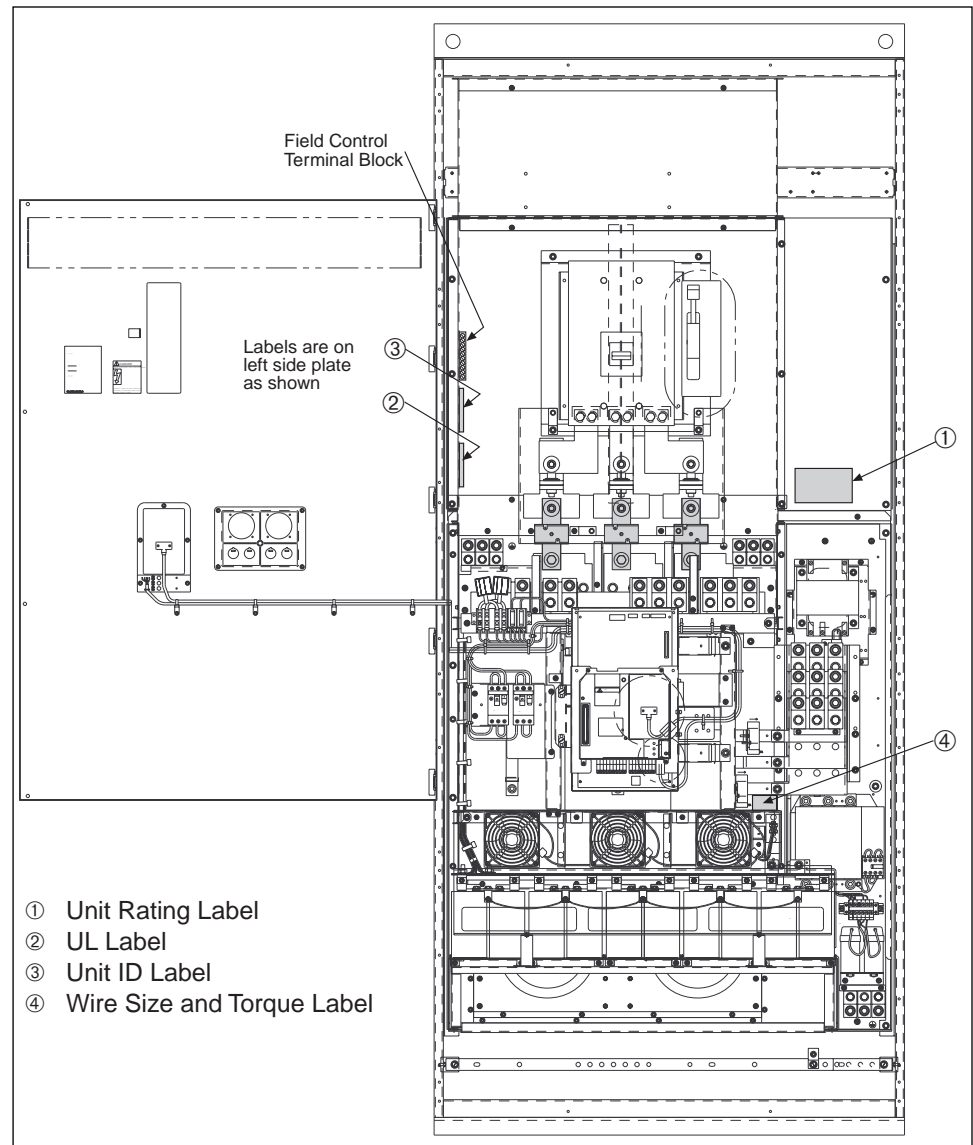 Field Control
Terminal Block
Labels are on
left side plate
as shown
③
②
①
④
① Unit Rating Label
② UL Label
③ Unit ID Label
④ Wire Size and Torque Label